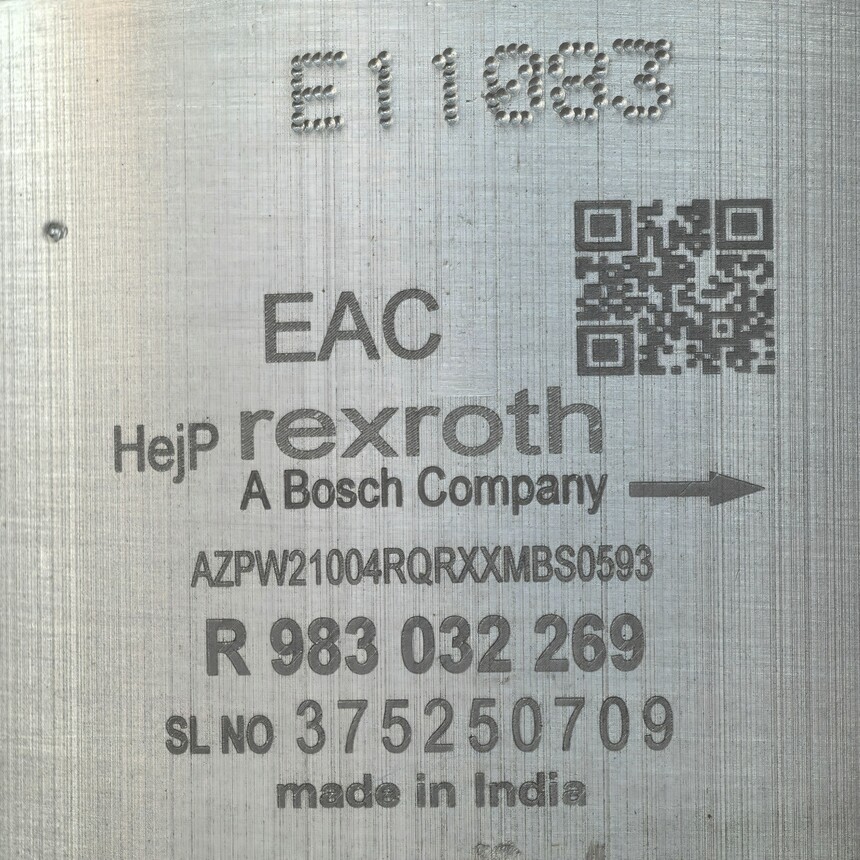 E11083
EAC
HejP rexroth
A Bosch Company
AZPW21004RQRXXMBS0593
R 983 032 269
SL NO 375250709
made in India